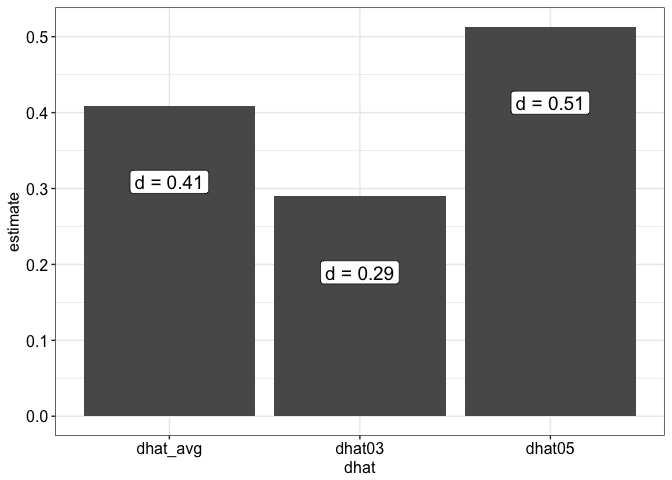 0.5
0.4
0.3
0.2
0.1
0.0
estimate
d = 0.41
d = 0.29
d = 0.51
dhat_avg
dhat03
dhat05
dhat